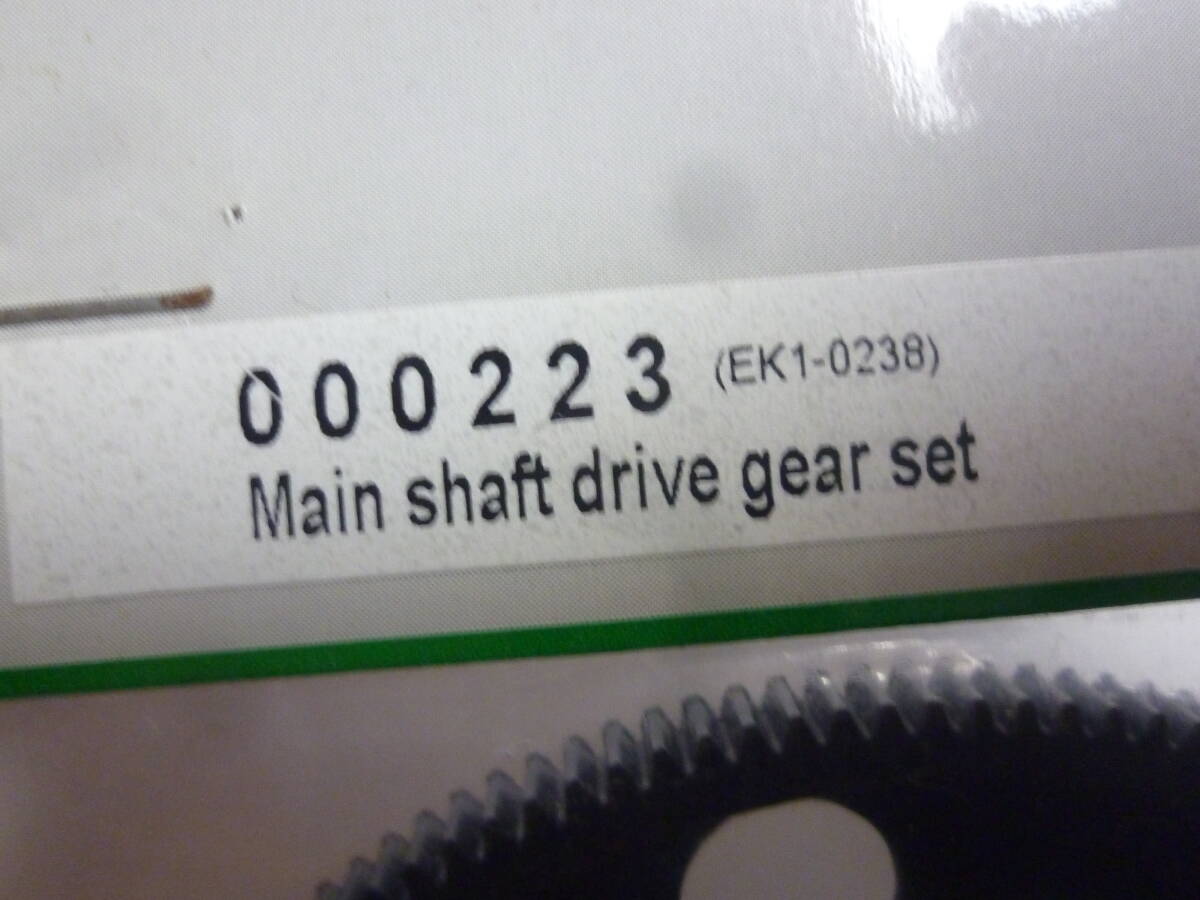 000223 (EK1-0238)
Main shaft drive gear set